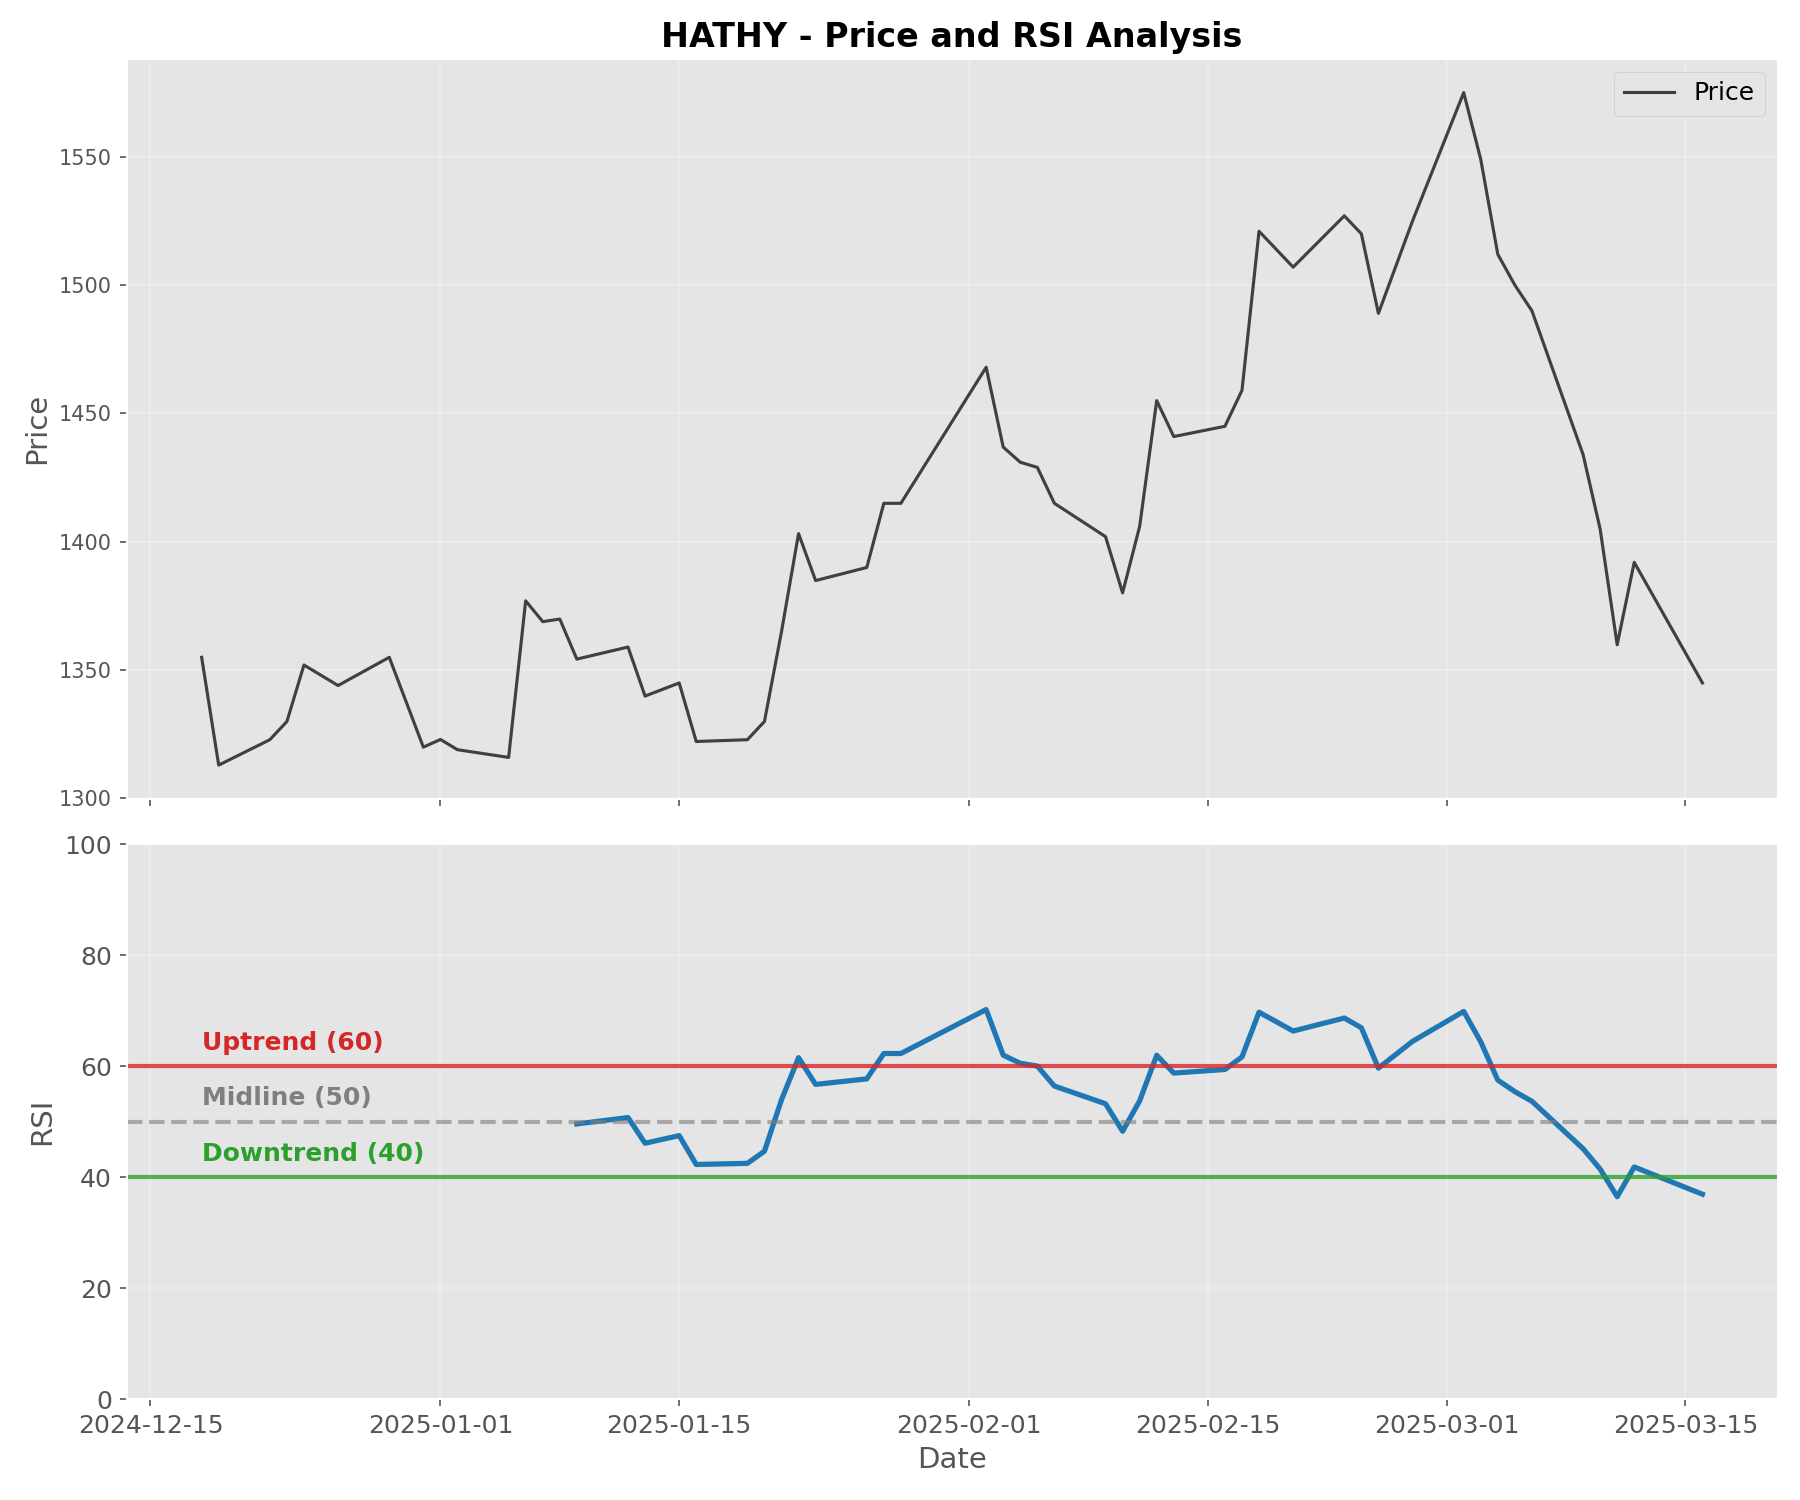 HATHY - Price and RSI Analysis
Price
1550
1500
1450
1400
1350
1300
Price
100
80
60
40
20
0
Uptrend (60)
Midline (50)
Downtrend (40)
RSI
2024-12-15
2025-01-01
2025-01-15
2025-02-01
2025-02-15
2025-03-01
2025-03-15
Date